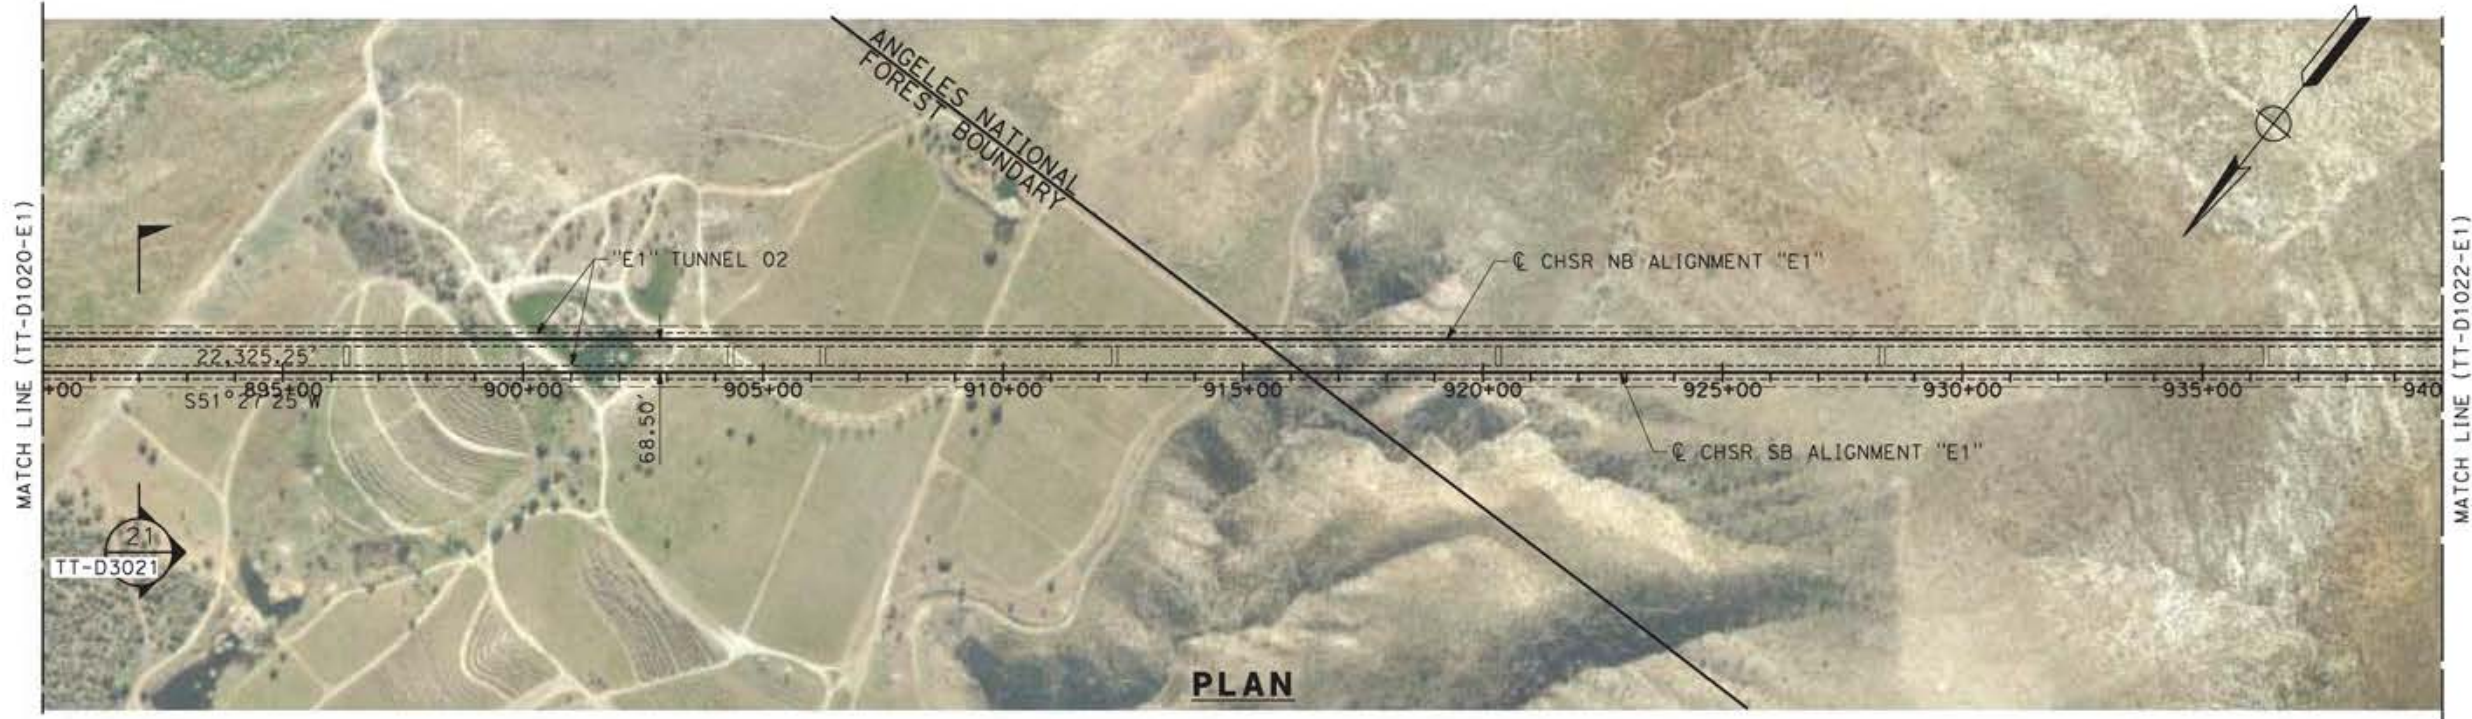 MATCH LINE (TT-D1020-E1)
ANGELES NATIONAL
FOREST BOUNDARY
"E1" TUNNEL 02
℄ CHSR NB ALIGNMENT "E1"
22,325.25'
+00
895+00
900+00
905+00
910+00
915+00
920+00
925+00
930+00
935+00
940
S51°27'25"W
68.50'
℄ CHSR SB ALIGNMENT "E1"
21
TT-D3021
PLAN
MATCH LINE (TT-D1022-E1)